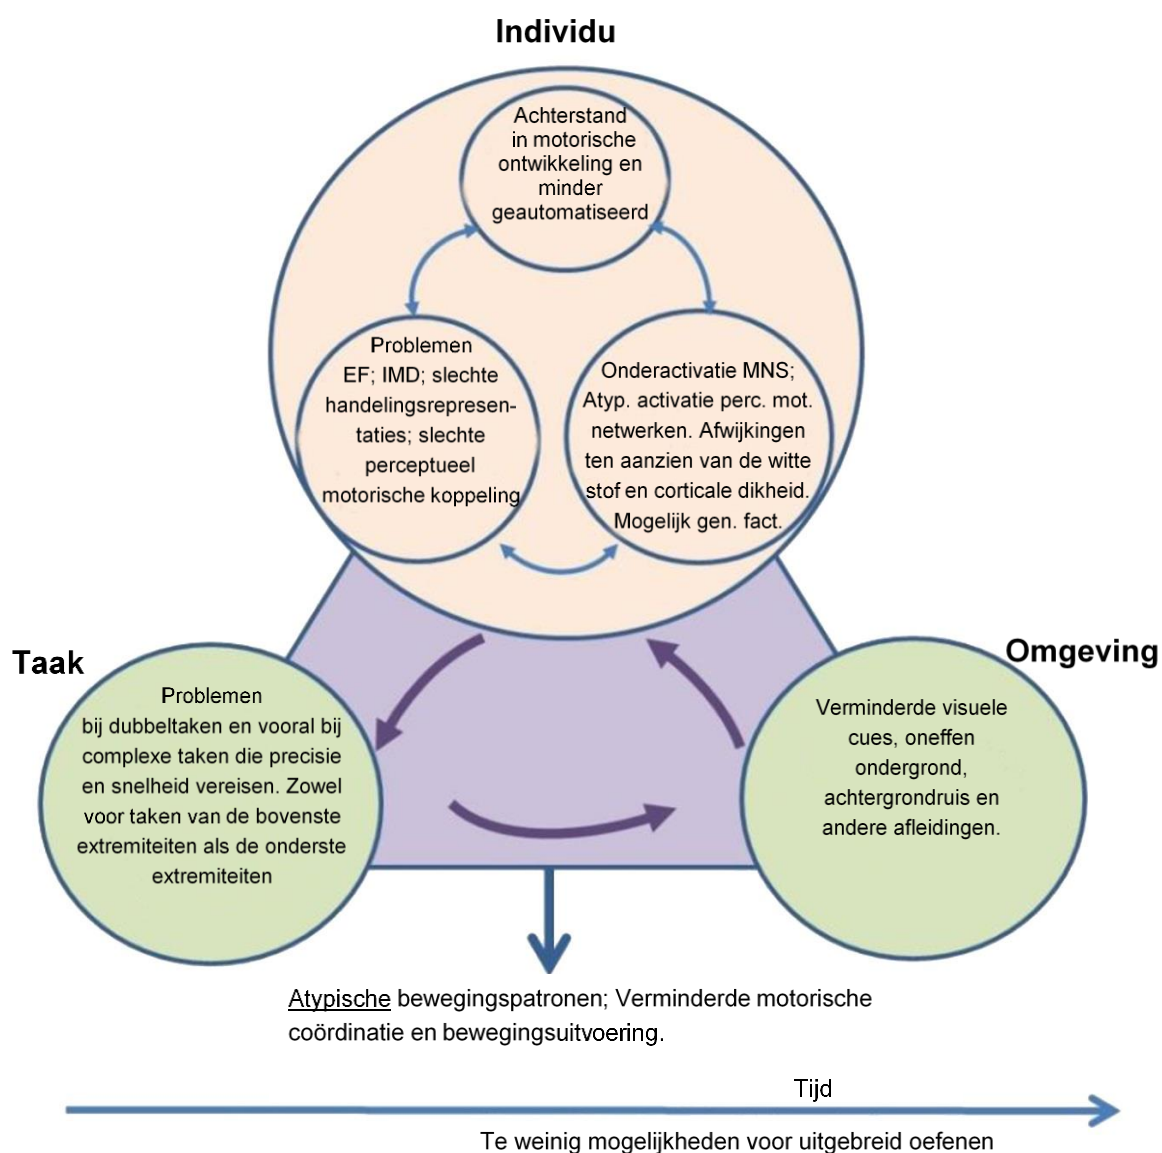 Individu
Achterstand
in motorische
ontwikkeling en
minder
geautomatiseerd
Problemen
EF; IMD; slechte
handelingsrepresen-
taties; slechte
perceptueel
motorische koppeling
Onderactivatie MNS;
Atyp. activatie perc. mot.
netwerken. Afwijkingen
ten aanzien van de witte
stof en corticale dikheid.
Mogelijk gen. fact.
Taak
Problemen
bij dubbeltaken en vooral bij
complexe taken die precisie
en snelheid vereisen. Zowel
voor taken van de bovenste
extremiteiten als de onderste
extremiteiten
Omgeving
Verminderde visuele
cues, oneffen
ondergrond,
achtergrondruis en
andere afleidingen.
Atypische bewegingspatronen; Verminderde motorische
coördinatie en bewegingsuitvoering.
Tijd
Te weinig mogelijkheden voor uitgebreid oefenen